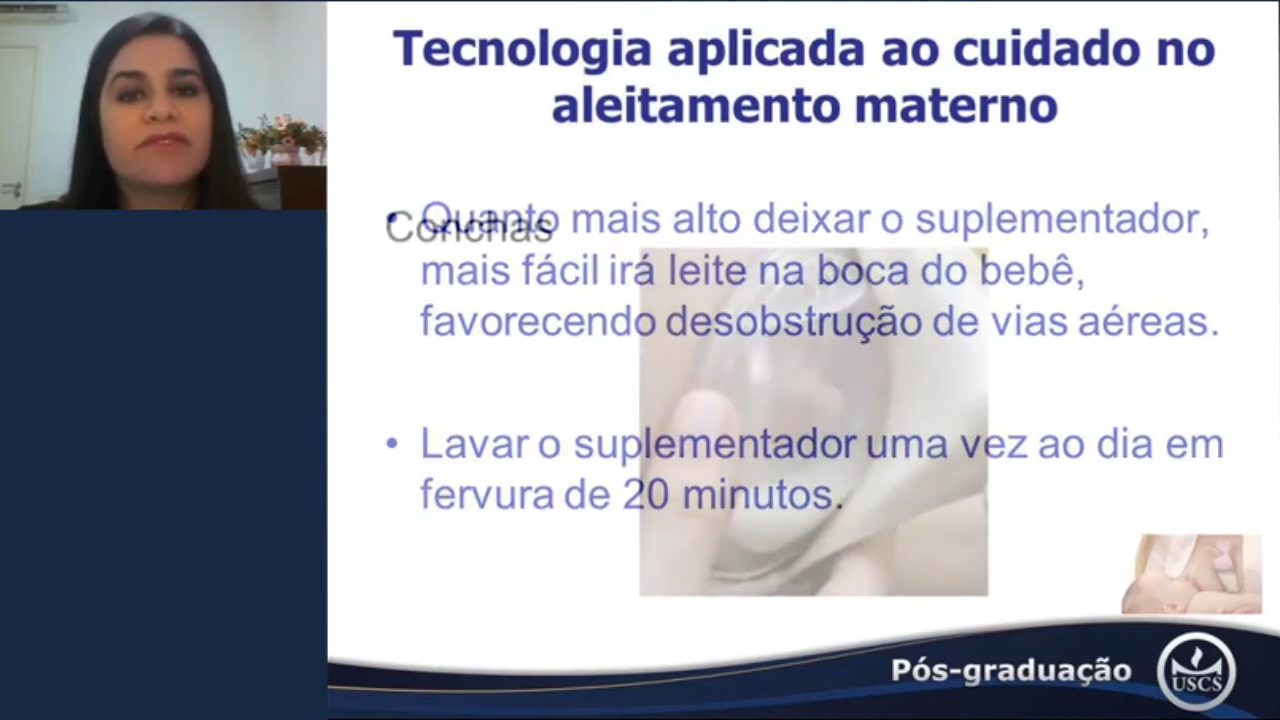 Tecnologia aplicada ao cuidado no
aleitamento materno
Conchas
• Quanto mais alto deixar o suplementador,
mais fácil irá leite na boca do bebê,
favorecendo desobstrução de vias aéreas.
• Lavar o suplementador uma vez ao dia em
fervura de 20 minutos.
Pós-graduação
USCS